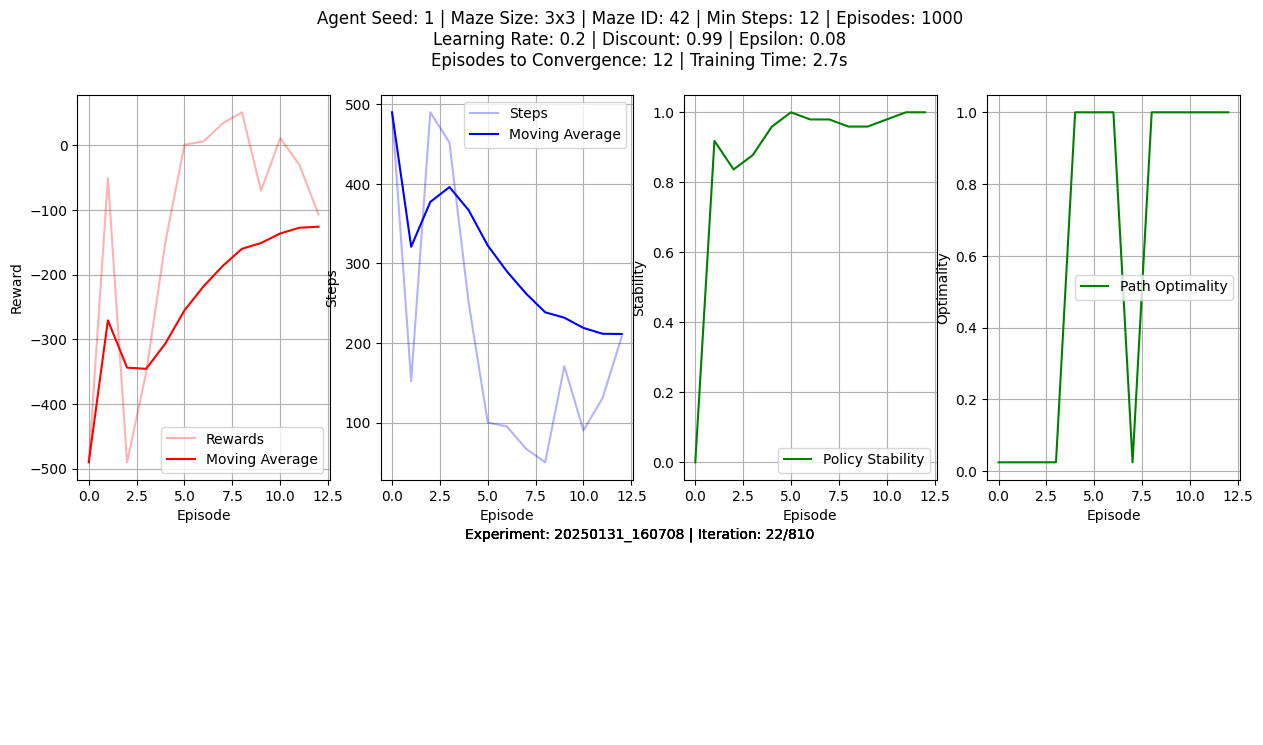 Agent Seed: 1 | Maze Size: 3x3 | Maze ID: 42 | Min Steps: 12 | Episodes: 1000
Learning Rate: 0.2 | Discount: 0.99 | Epsilon: 0.08
Episodes to Convergence: 12 | Training Time: 2.7s
0
−100
−200
−300
−400
−500
Reward
0.0 2.5 5.0 7.5 10.0 12.5
Episode
Rewards
Moving Average
500
400
300
200
100
Steps
0.0 2.5 5.0 7.5 10.0 12.5
Episode
Steps
Moving Average
1.0
0.8
0.6
0.4
0.2
0.0
Stability
0.0 2.5 5.0 7.5 10.0 12.5
Episode
Policy Stability
1.0
0.8
0.6
0.4
0.2
0.0
Optimality
0.0 2.5 5.0 7.5 10.0 12.5
Episode
Path Optimality
Experiment: 20250131_160708 | Iteration: 22/810